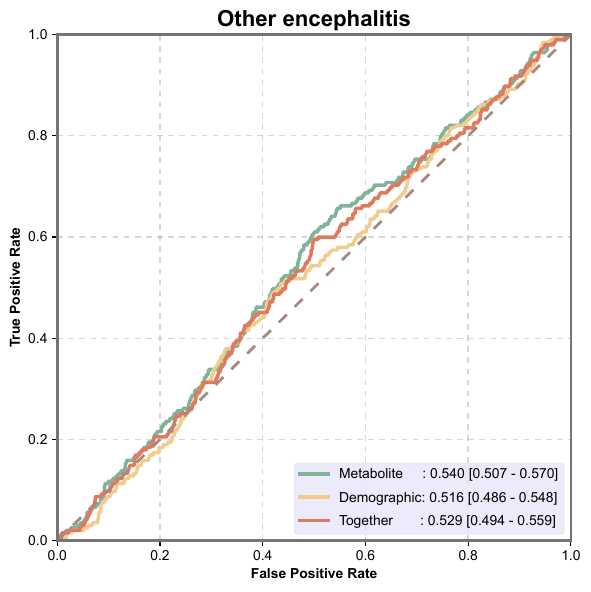 Other encephalitis
True Positive Rate
1.0
0.8
0.6
0.4
0.2
0.0
Metabolite : 0.540 [0.507 - 0.570]
Demographic: 0.516 [0.486 - 0.548]
Together : 0.529 [0.494 - 0.559]
0.0 0.2 0.4 0.6 0.8 1.0
False Positive Rate